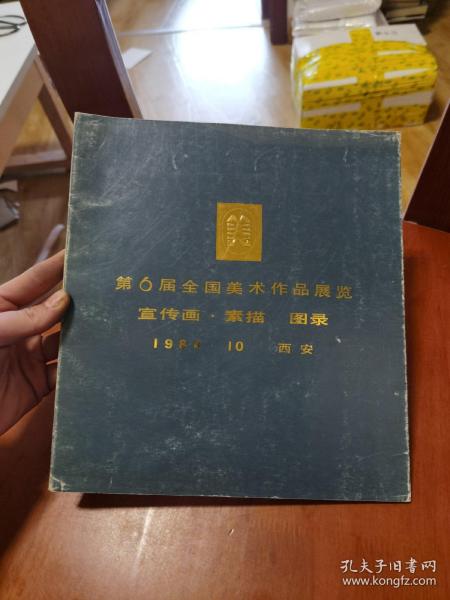 第6届全国美术作品展览
宣传画·素描 图录
1984 10 西安
孔夫子旧书网
www.kongfz.com